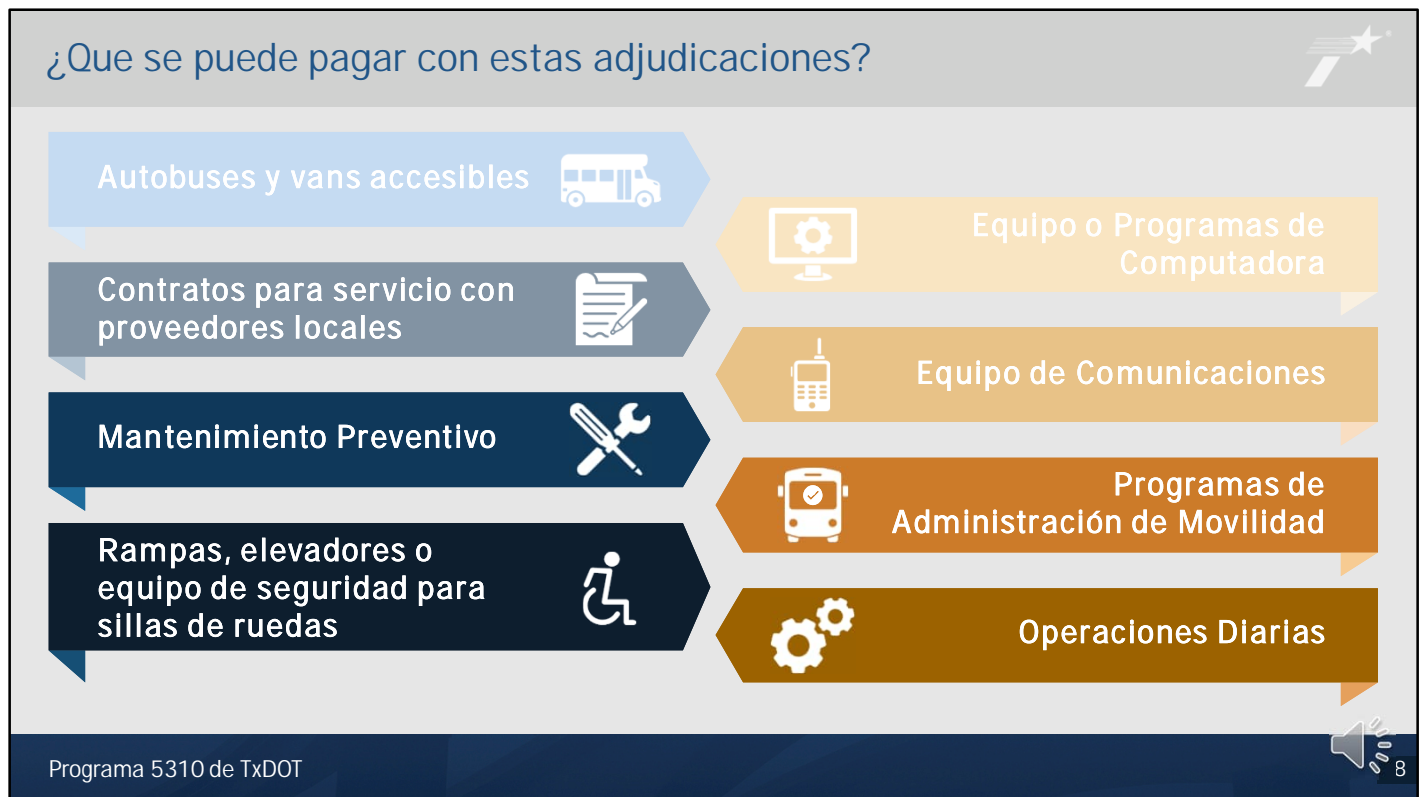 ¿Que se puede pagar con estas adjudicaciones?
Autobuses y vans accesibles
Contratos para servicio con
proveedores locales
Mantenimiento Preventivo
Rampas, elevadores o
equipo de seguridad para
sillas de ruedas
Equipo o Programas de
Computadora
Equipo de Comunicaciones
Programas de
Administración de Movilidad
Operaciones Diarias
Programa 5310 de TxDOT
8